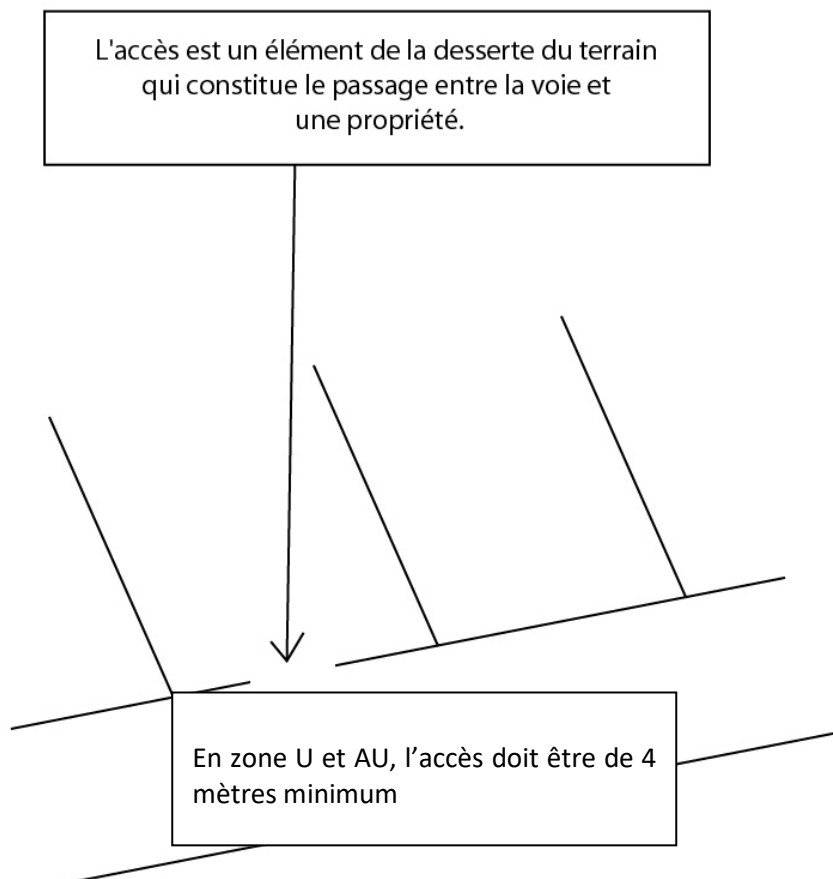 L'accès est un élément de la desserte du terrain
qui constitue le passage entre la voie et
une propriété.
En zone U et AU, l’accès doit être de 4
mètres minimum